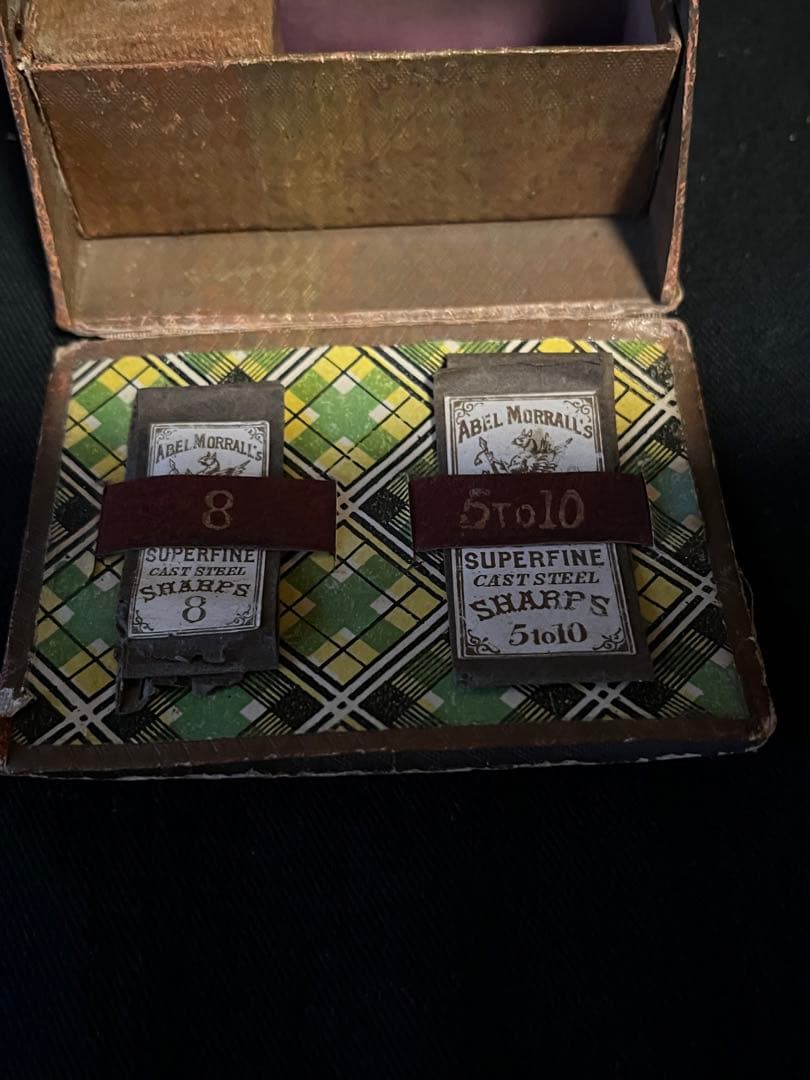 ABEL MORRALL'S
8
SUPERFINE
CAST STEEL
SHARPS
8
ABEL MORRALL'S
5 TO 10
SUPERFINE
CAST STEEL
SHARPS
5 to 10